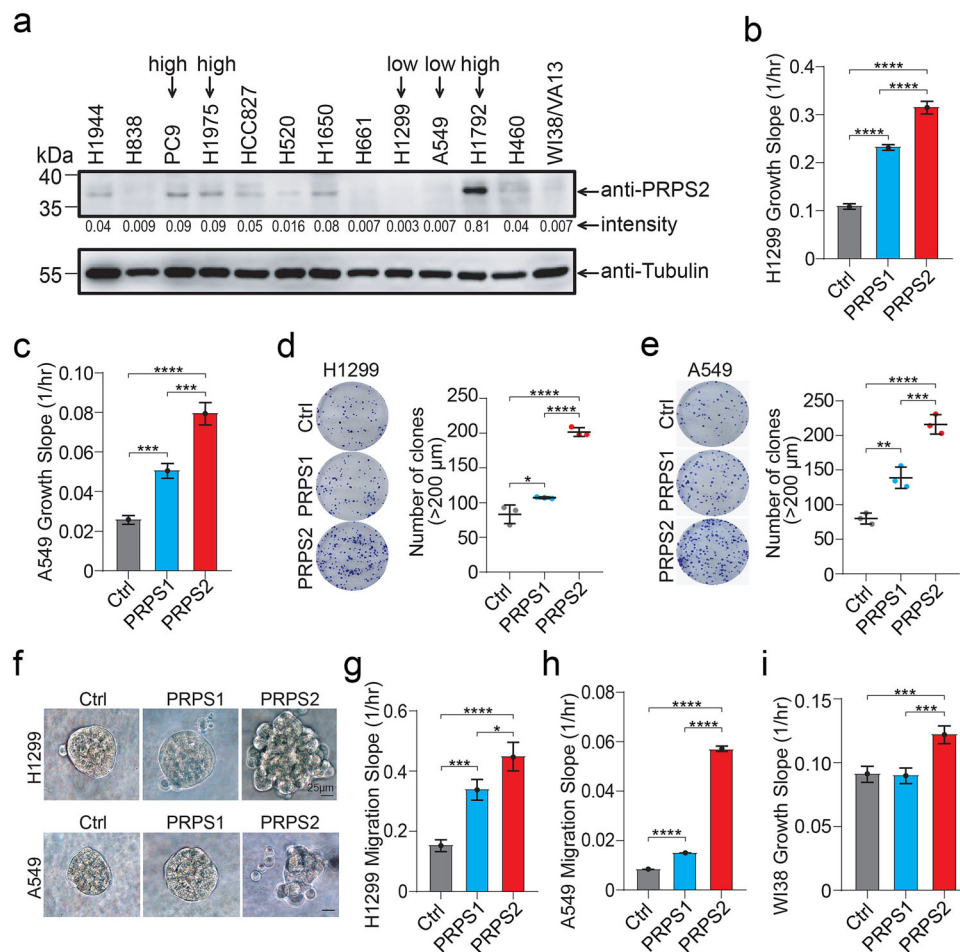 a
high high low low high
H1944 H838 PC9 H1975 HCC827 H520 H1650 H661 H1299 A549 H1792 H460 WI38/VA13
kDa
40
35
anti-PRPS2
0.04 0.009 0.09 0.09 0.05 0.016 0.08 0.007 0.003 0.007 0.81 0.04 0.007
intensity
55
anti-Tubulin
b
H1299 Growth Slope (1/hr)
0.4
0.3
0.2
0.1
0
****
****
****
Ctrl PRPS1 PRPS2
c
A549 Growth Slope (1/hr)
0.10
0.08
0.06
0.04
0.02
0
****
***
***
Ctrl PRPS1 PRPS2
d
H1299
Ctrl
PRPS1
PRPS2
Number of clones
(>200 µm)
250
200
150
100
50
0
****
****
*
Ctrl PRPS1 PRPS2
e
A549
Ctrl
PRPS1
PRPS2
Number of clones
(>200 µm)
250
200
150
100
50
0
****
***
**
Ctrl PRPS1 PRPS2
f
Ctrl PRPS1 PRPS2
H1299
25µm
Ctrl PRPS1 PRPS2
A549
g
H1299 Migration Slope (1/hr)
0.6
0.4
0.2
0
****
*
***
Ctrl PRPS1 PRPS2
h
A549 Migration Slope (1/hr)
0.08
0.06
0.04
0.02
0
****
****
****
Ctrl PRPS1 PRPS2
i
WI38 Growth Slope (1/hr)
0.15
0.10
0.05
0.00
***
***
Ctrl PRPS1 PRPS2